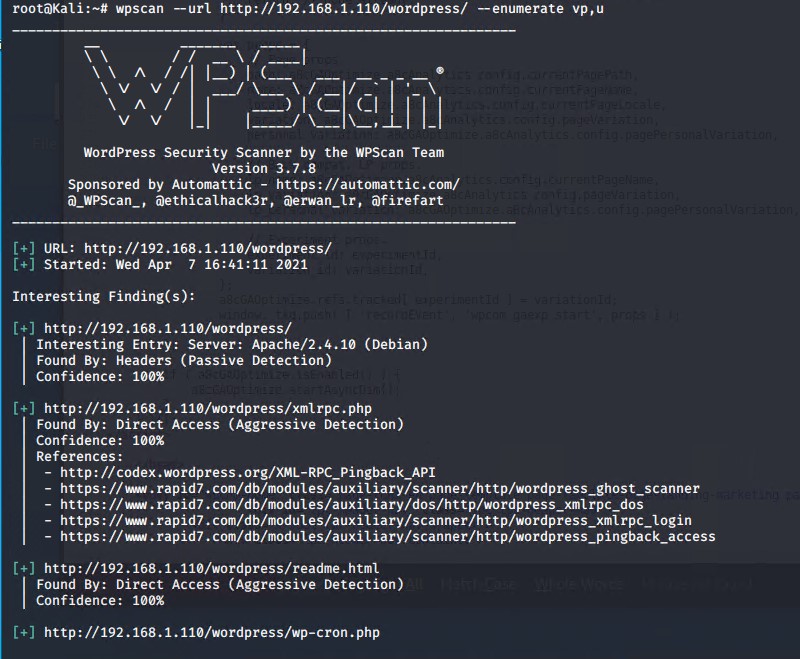 root@Kali:~# wpscan --url http://192.168.1.110/wordpress/ --enumerate vp,u
WPScan ®
WordPress Security Scanner by the WPScan Team
Version 3.7.8
Sponsored by Automattic - https://automattic.com/
@_WPScan_, @ethicalhack3r, @erwan_lr, @firefart
[+] URL: http://192.168.1.110/wordpress/
[+] Started: Wed Apr  7 16:41:11 2021
Interesting Finding(s):
[+] http://192.168.1.110/wordpress/
| Interesting Entry: Server: Apache/2.4.10 (Debian)
| Found By: Headers (Passive Detection)
| Confidence: 100%
[+] http://192.168.1.110/wordpress/xmlrpc.php
| Found By: Direct Access (Aggressive Detection)
| Confidence: 100%
| References:
|  - http://codex.wordpress.org/XML-RPC_Pingback_API
|  - https://www.rapid7.com/db/modules/auxiliary/scanner/http/wordpress_ghost_scanner
|  - https://www.rapid7.com/db/modules/auxiliary/dos/http/wordpress_xmlrpc_dos
|  - https://www.rapid7.com/db/modules/auxiliary/scanner/http/wordpress_xmlrpc_login
|  - https://www.rapid7.com/db/modules/auxiliary/scanner/http/wordpress_pingback_access
[+] http://192.168.1.110/wordpress/readme.html
| Found By: Direct Access (Aggressive Detection)
| Confidence: 100%
[+] http://192.168.1.110/wordpress/wp-cron.php